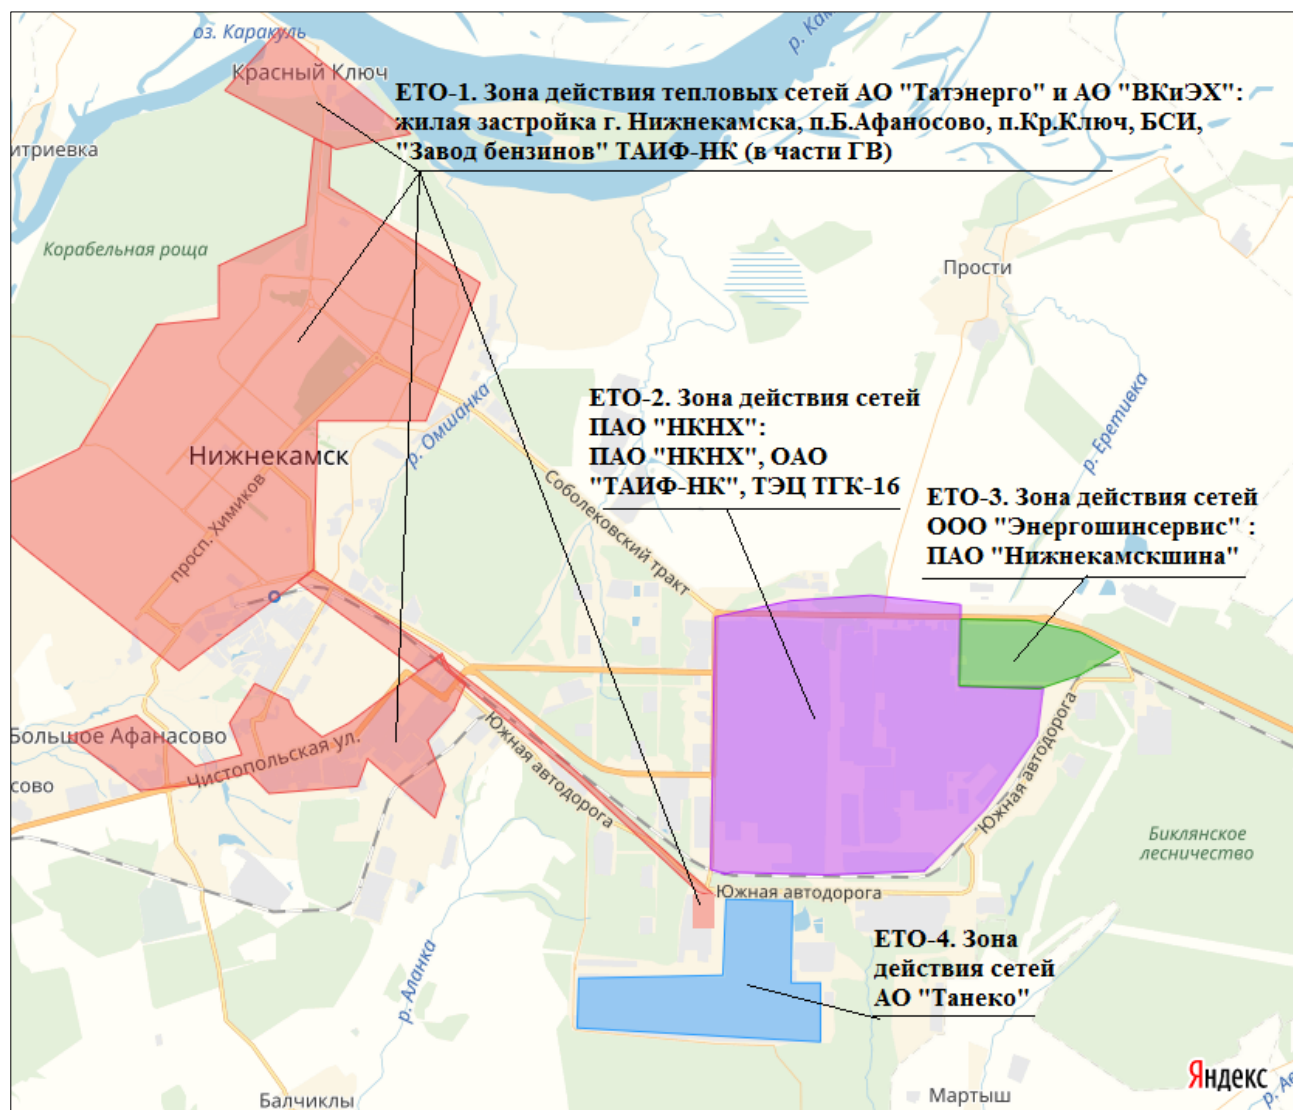 оз. Каракуль
р. Кам
Красный Ключ
ЕТО-1. Зона действия тепловых сетей АО "Татэнерго" и АО "ВКиЭХ":
жилая застройка г. Нижнекамска, п.Б.Афаносово, п.Кр.Ключ, БСИ,
"Завод бензинов" ТАИФ-НК (в части ГВ)
итриевка
Корабельная роща
Прости
ЕТО-2. Зона действия сетей
ПАО "НКНХ":
ПАО "НКНХ", ОАО
"ТАИФ-НК", ТЭЦ ТГК-16
р. Омшанка
р. Еретивка
Нижнекамск
просп. Химиков
Соболековский тракт
ЕТО-3. Зона действия сетей
ООО "Энергошинсервис" :
ПАО "Нижнекамскшина"
Большое Афанасово
Чистопольская ул.
сово
Южная автодорога
Южная автодорога
Биклянское
лесничество
Южная автодорога
р. Аланка
ЕТО-4. Зона
действия сетей
АО "Танеко"
Яндекс
Балчиклы
Мартыш
р. Ав